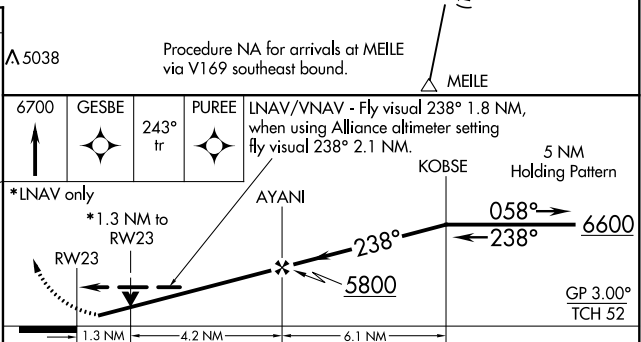 5038
Procedure NA for arrivals at MEILE
via V169 southeast bound.
MEILE
6700
GESBE
243°
tr
PUREE
LNAV/VNAV - Fly visual 238° 1.8 NM,
when using Alliance altimeter setting
fly visual 238° 2.1 NM.
KOBSE
5 NM
Holding Pattern
*LNAV only
AYANI
*1.3 NM to
RW23
RW23
058°
238°
238°
6600
5800
GP 3.00°
TCH 52
1.3 NM
4.2 NM
6.1 NM